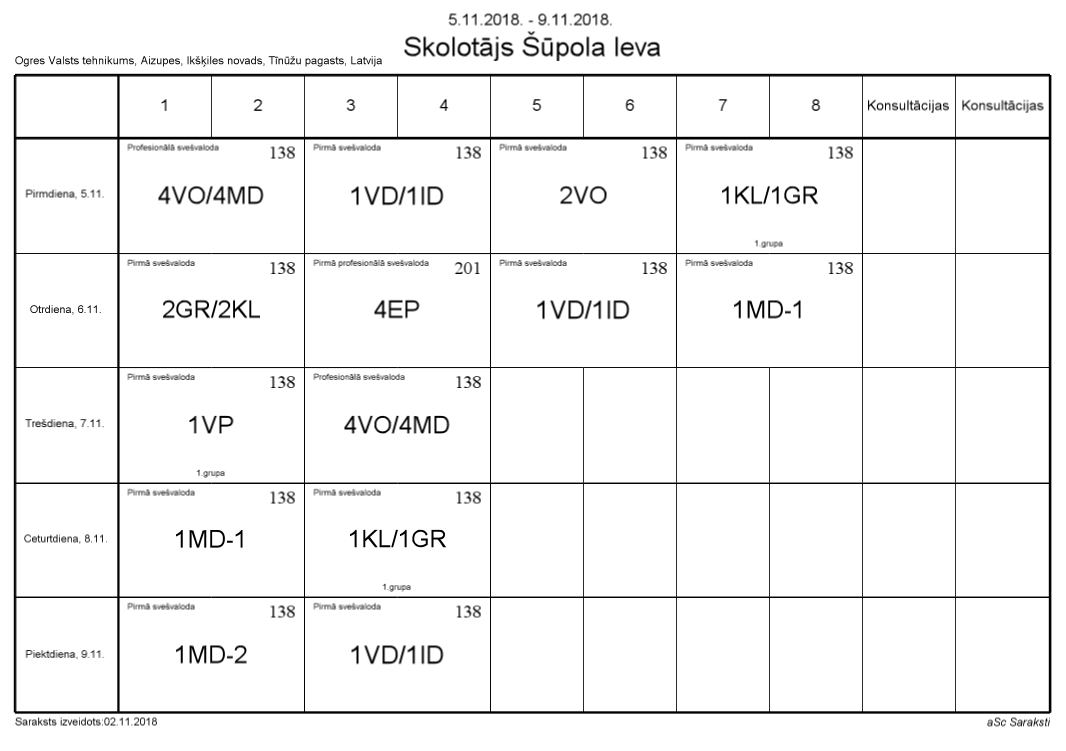 5.11.2018. - 9.11.2018.
Skolotājs Šūpola Ieva
Ogres Valsts tehnikums, Aizupes, Ikšķiles novads, Tīnūžu pagasts, Latvija
1 2 3 4 5 6 7 8 Konsultācijas Konsultācijas
Profesionālā svešvaloda 138 Pirmā svešvaloda 138 Pirmā svešvaloda 138 Pirmā svešvaloda 138
Pirmdiena, 5.11. 4VO/4MD 1VD/1ID 2VO 1KL/1GR
1.grupa
Pirmā svešvaloda 138 Pirmā profesionālā svešvaloda 201 Pirmā svešvaloda 138 Pirmā svešvaloda 138
Otrdiena, 6.11. 2GR/2KL 4EP 1VD/1ID 1MD-1
Pirmā svešvaloda 138 Profesionālā svešvaloda 138
Trešdiena, 7.11. 1VP 4VO/4MD
1.grupa
Pirmā svešvaloda 138 Pirmā svešvaloda 138
Ceturtdiena, 8.11. 1MD-1 1KL/1GR
1.grupa
Pirmā svešvaloda 138 Pirmā svešvaloda 138
Piektdiena, 9.11. 1MD-2 1VD/1ID
Saraksts izveidots:02.11.2018 aSc Saraksti